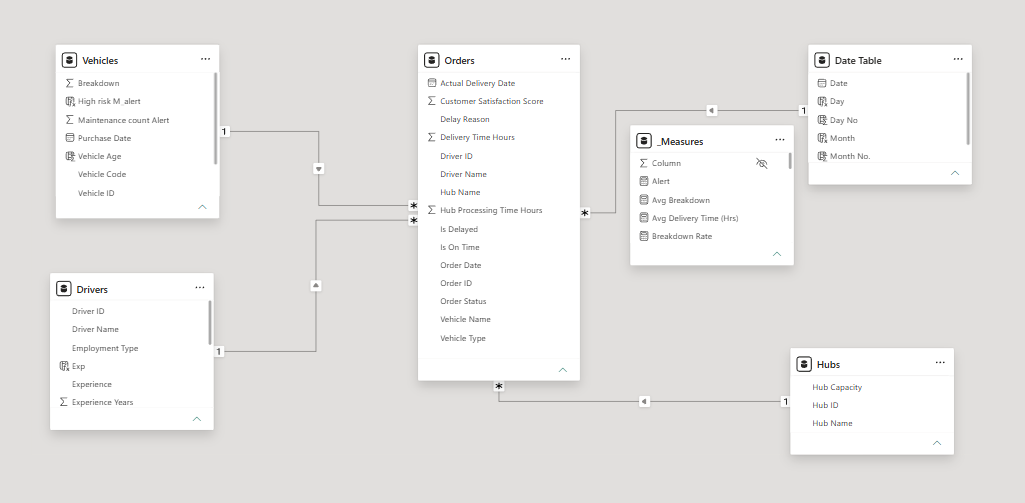 Vehicles
Breakdown
High risk M_alert
Maintenance count Alert
Purchase Date
Vehicle Age
Vehicle Code
Vehicle ID
1
*
Drivers
Driver ID
Driver Name
Employment Type
Exp
Experience
Experience Years
1
*
Orders
Actual Delivery Date
Customer Satisfaction Score
Delay Reason
Delivery Time Hours
Driver ID
Driver Name
Hub Name
Hub Processing Time Hours
Is Delayed
Is On Time
Order Date
Order ID
Order Status
Vehicle Name
Vehicle Type
*
*
_Measures
Column
Alert
Avg Breakdown
Avg Delivery Time (Hrs)
Breakdown Rate
1
Date Table
Date
Day
Day No
Month
Month No.
1
Hubs
Hub Capacity
Hub ID
Hub Name